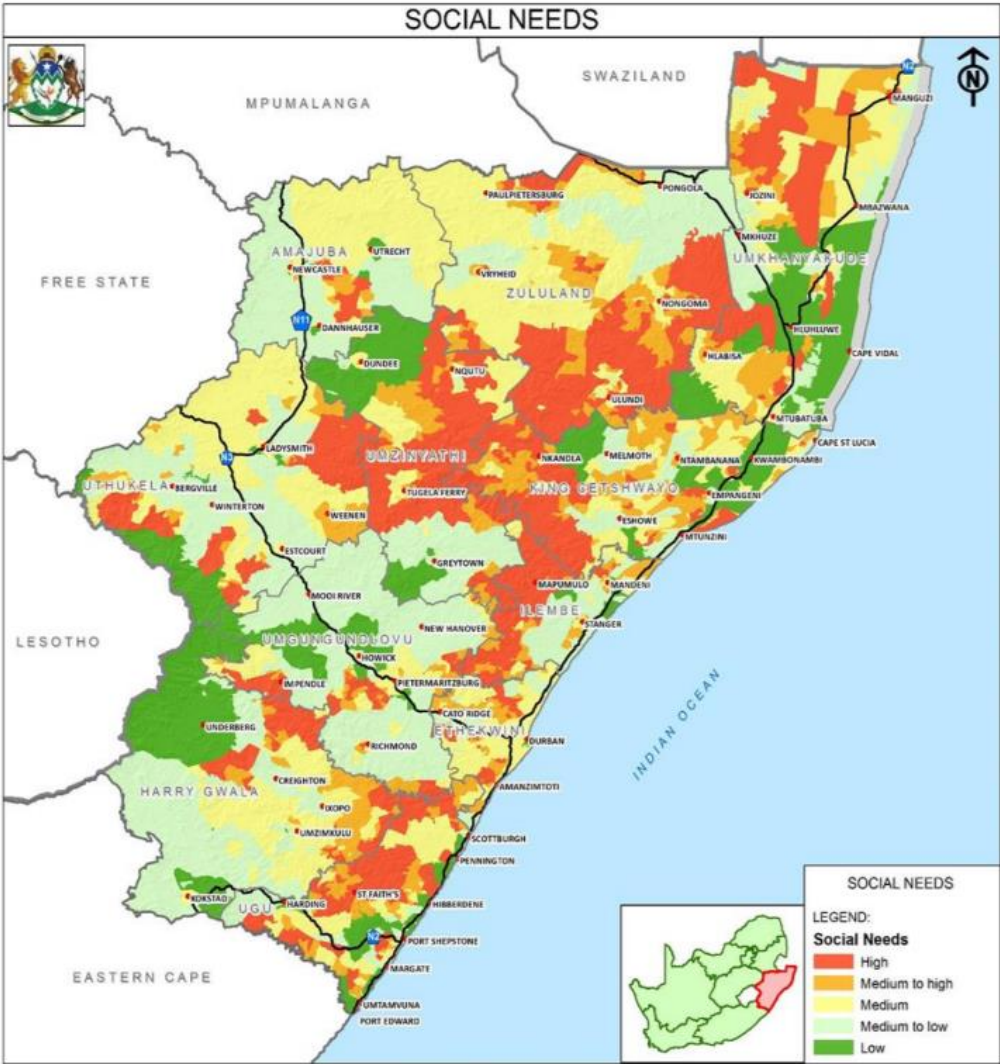 SOCIAL NEEDS
N
SWAZILAND
MPUMALANGA
N2
MANGUZI
PAULPIETERSBURG
PONGOLA
JOZINI
MBAZWANA
MKHUZE
UTRECHT
AMAJUBA
UMKHANYAKUDE
NEWCASTLE
VRYHEID
FREE STATE
ZULULAND
NONGOMA
N11
DANNHAUSER
HLUHLUWE
DUNDEE
NQUTU
HLABISA
CAPE VIDAL
ULUNDI
MTUBATUBA
LADYSMITH
CAPE ST LUCIA
N3
UMZINYATHI
NKANDLA
MELMOTH
NTAMBANANA
KWAMBONAMBI
UTHUKELA
BERGVILLE
TUGELA FERRY
KING CETSHWAYO
EMPANGENI
WINTERTON
WEENEN
ESHOWE
MTUNZINI
ESTCOURT
GREYTOWN
MAPUMULO
MANDENI
MOOI RIVER
ILEMBE
STANGER
NEW HANOVER
LESOTHO
UMGUNGUNDLOVU
HOWICK
IMPENDLE
PIETERMARITZBURG
CATO RIDGE
UNDERBERG
ETHEKWINI
DURBAN
RICHMOND
INDIAN OCEAN
CREIGHTON
AMANZIMTOTI
HARRY GWALA
IXOPO
UMZIMKULU
SCOTTBURGH
PENNINGTON
ST FAITH'S
KOKSTAD
HARDING
HIBBERDENE
UGU
N2
PORT SHEPSTONE
MARGATE
EASTERN CAPE
UMTAMVUNA
PORT EDWARD
SOCIAL NEEDS
LEGEND:
Social Needs
High
Medium to high
Medium
Medium to low
Low